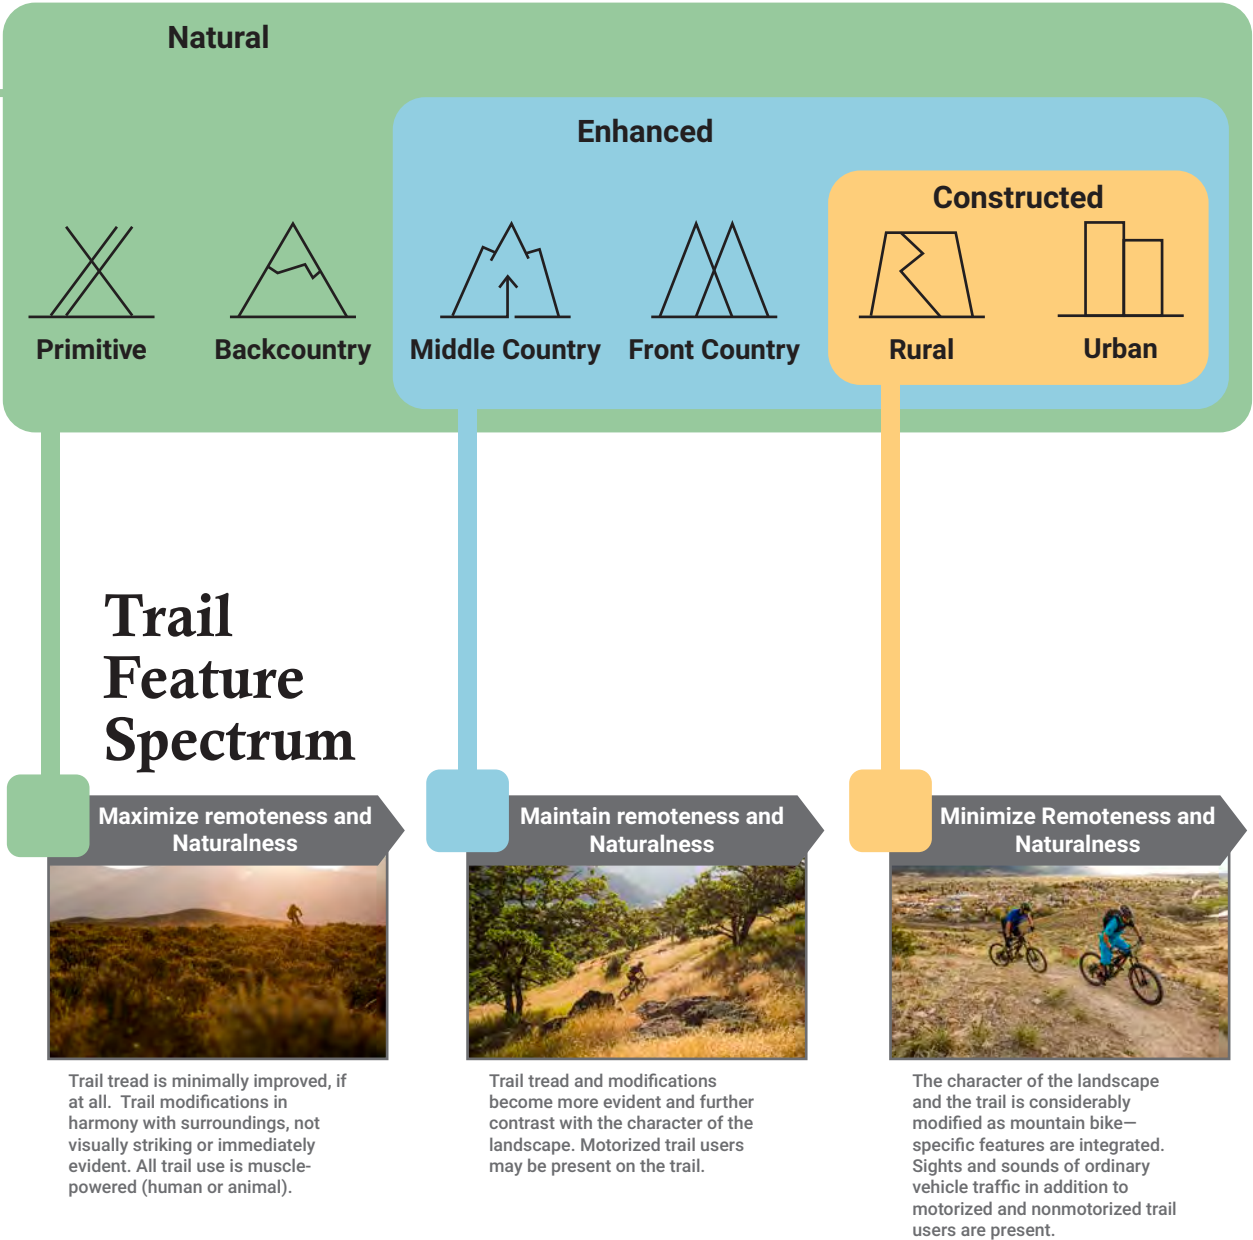 Natural
Enhanced
Constructed
Primitive
Backcountry
Middle Country
Front Country
Rural
Urban
Trail
Feature
Spectrum
Maximize remoteness and
Naturalness
Trail tread is minimally improved, if
at all. Trail modifications in
harmony with surroundings, not
visually striking or immediately
evident. All trail use is muscle-
powered (human or animal).
Maintain remoteness and
Naturalness
Trail tread and modifications
become more evident and further
contrast with the character of the
landscape. Motorized trail users
may be present on the trail.
Minimize Remoteness and
Naturalness
The character of the landscape
and the trail is considerably
modified as mountain bike—
specific features are integrated.
Sights and sounds of ordinary
vehicle traffic in addition to
motorized and nonmotorized trail
users are present.